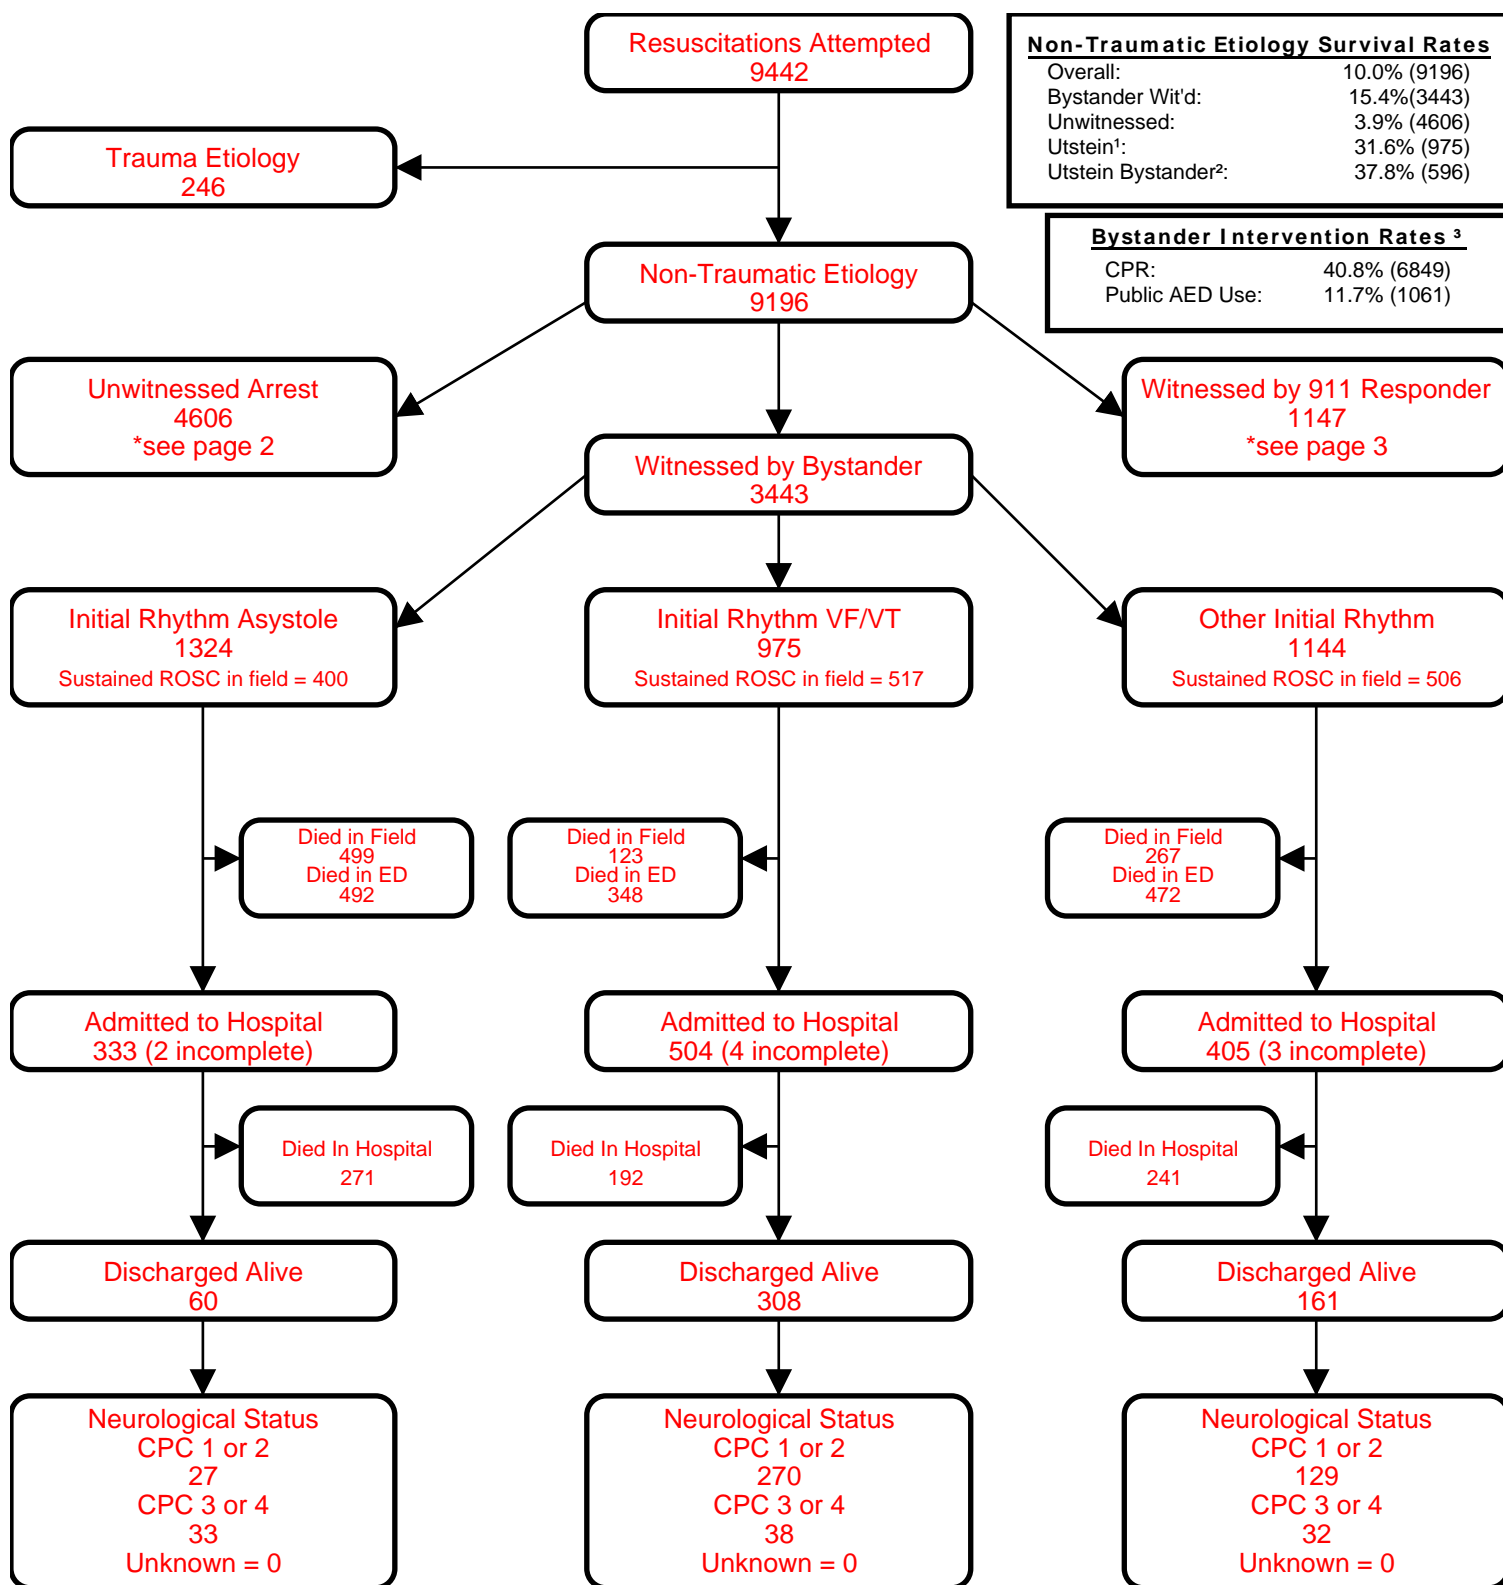 Resuscitations Attempted
9442
Non-Traumatic Etiology Survival Rates
Overall: 10.0% (9196)
Bystander Wit'd: 15.4%(3443)
Unwitnessed: 3.9% (4606)
Utstein¹: 31.6% (975)
Utstein Bystander²: 37.8% (596)
Trauma Etiology
246
Bystander Intervention Rates ³
CPR: 40.8% (6849)
Public AED Use: 11.7% (1061)
Non-Traumatic Etiology
9196
Unwitnessed Arrest
4606
*see page 2
Witnessed by Bystander
3443
Witnessed by 911 Responder
1147
*see page 3
Initial Rhythm Asystole
1324
Sustained ROSC in field = 400
Initial Rhythm VF/VT
975
Sustained ROSC in field = 517
Other Initial Rhythm
1144
Sustained ROSC in field = 506
Died in Field
499
Died in ED
492
Died in Field
123
Died in ED
348
Died in Field
267
Died in ED
472
Admitted to Hospital
333 (2 incomplete)
Admitted to Hospital
504 (4 incomplete)
Admitted to Hospital
405 (3 incomplete)
Died In Hospital
271
Died In Hospital
192
Died In Hospital
241
Discharged Alive
60
Discharged Alive
308
Discharged Alive
161
Neurological Status
CPC 1 or 2
27
CPC 3 or 4
33
Unknown = 0
Neurological Status
CPC 1 or 2
270
CPC 3 or 4
38
Unknown = 0
Neurological Status
CPC 1 or 2
129
CPC 3 or 4
32
Unknown = 0